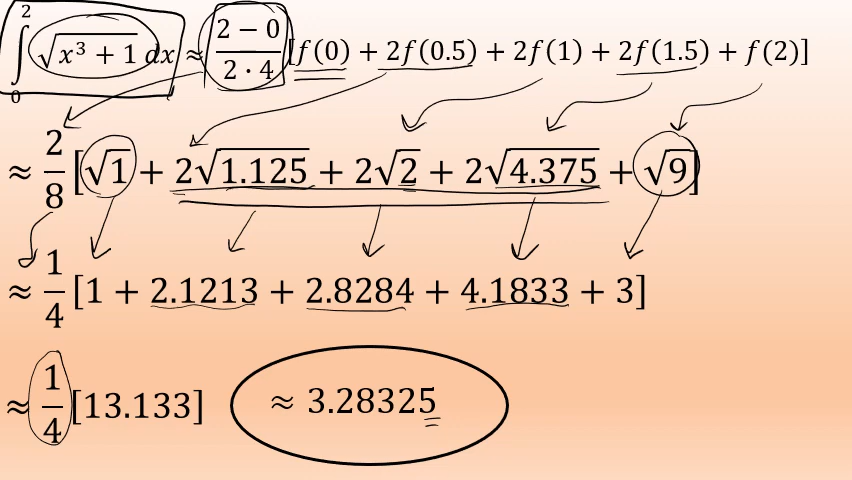 ∫₀² √(x³ + 1) dx ≈ (2 − 0)/(2 · 4) [f(0) + 2f(0.5) + 2f(1) + 2f(1.5) + f(2)]
≈ 2/8 [√1 + 2√1.125 + 2√2 + 2√4.375 + √9]
≈ 1/4 [1 + 2.1213 + 2.8284 + 4.1833 + 3]
≈ 1/4 [13.133] ≈ 3.28325